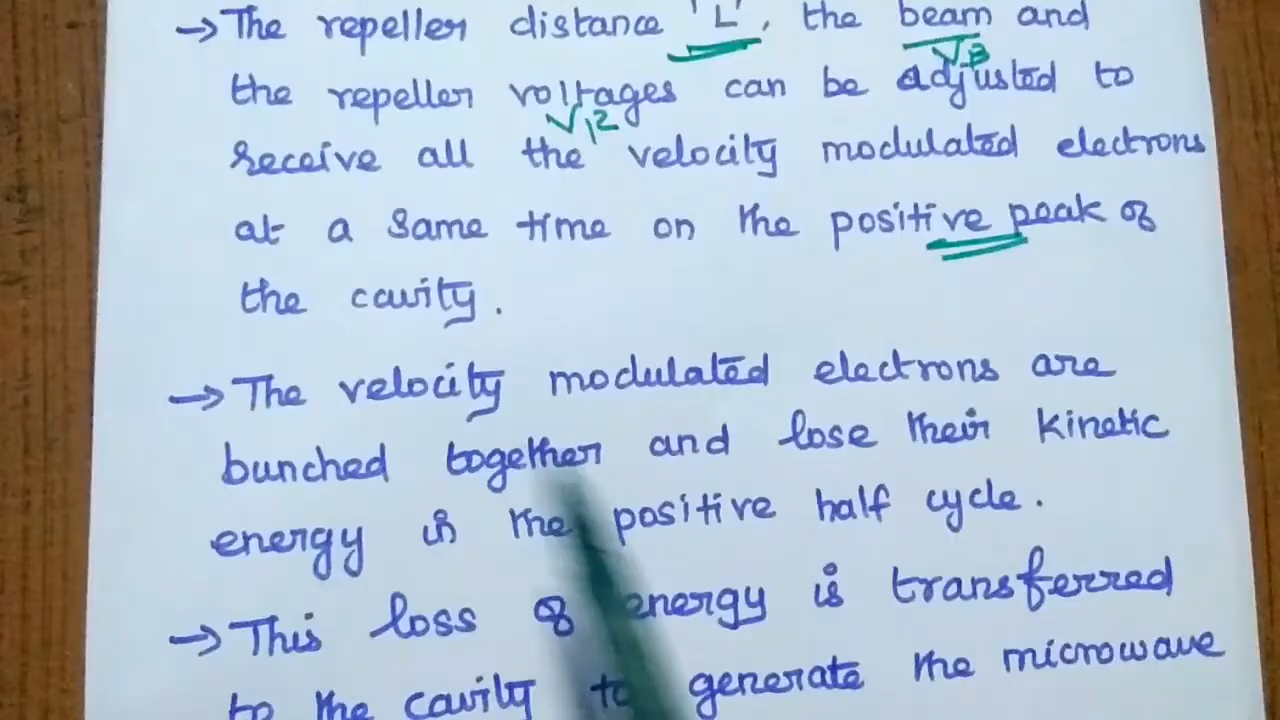 → The repeller distance 'L', the beam and
VB
the repeller voltages can be adjusted to
VR
receive all the velocity modulated electrons
at a same time on the positive peak of
the cavity.
→ The velocity modulated electrons are
bunched together and lose their kinetic
energy in the positive half cycle.
→ This loss of energy is transferred
to the cavity to generate the microwave